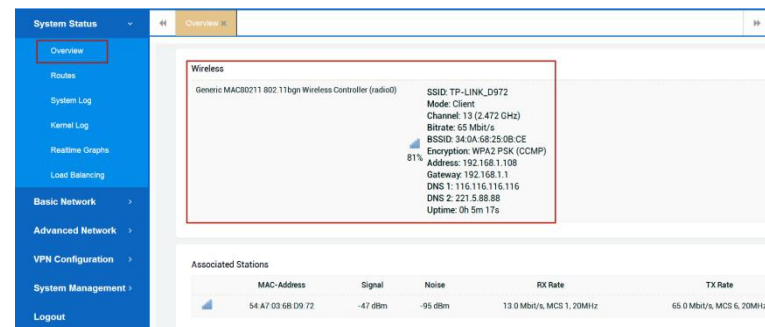 System Status
Overview
Routes
System Log
Kernel Log
Realtime Graphs
Load Balancing
Basic Network
Advanced Network
VPN Configuration
System Management
Logout
Overview
Wireless
Generic MAC80211 802.11bgn Wireless Controller (radio0)
81%
SSID: TP-LINK_D972
Mode: Client
Channel: 13 (2.472 GHz)
Bitrate: 65 Mbit/s
BSSID: 34:0A:68:25:0B:CE
Encryption: WPA2 PSK (CCMP)
Address: 192.168.1.108
Gateway: 192.168.1.1
DNS 1: 116.116.116.116
DNS 2: 221.5.88.88
Uptime: 0h 5m 17s
Associated Stations
MAC-Address Signal Noise RX Rate TX Rate
54:A7:03:6B:D9:72 -47 dBm -95 dBm 13.0 Mbit/s, MCS 1, 20MHz 65.0 Mbit/s, MCS 6, 20MHz